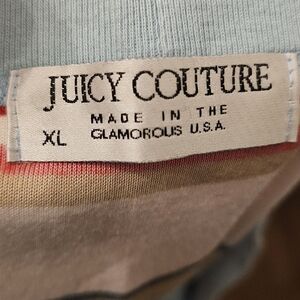 JUICY COUTURE
MADE IN THE
XL GLAMOROUS U.S.A.